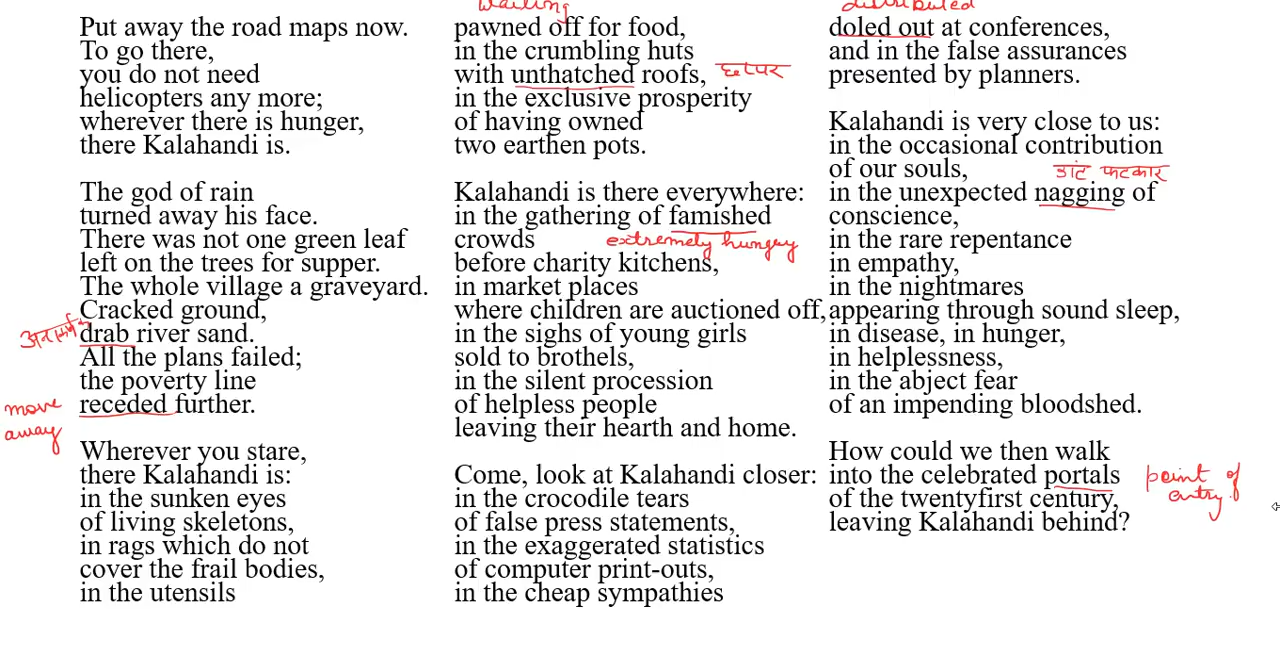 Put away the road maps now.
To go there,
you do not need
helicopters any more;
wherever there is hunger,
there Kalahandi is.
The god of rain
turned away his face.
There was not one green leaf
left on the trees for supper.
The whole village a graveyard.
Cracked ground,
drab river sand.
All the plans failed;
the poverty line
move
receded further.
away
Wherever you stare,
there Kalahandi is:
in the sunken eyes
of living skeletons,
in rags which do not
cover the frail bodies,
in the utensils
waiting
pawned off for food,
in the crumbling huts
with unthatched roofs, छप्पर
in the exclusive prosperity
of having owned
two earthen pots.
Kalahandi is there everywhere:
in the gathering of famished
crowds extremely hungry
before charity kitchens,
in market places
where children are auctioned off,
in the sighs of young girls
sold to brothels,
in the silent procession
of helpless people
leaving their hearth and home.
Come, look at Kalahandi closer:
in the crocodile tears
of false press statements,
in the exaggerated statistics
of computer print-outs,
in the cheap sympathies
distributed
doled out at conferences,
and in the false assurances
presented by planners.
Kalahandi is very close to us:
in the occasional contribution
of our souls, डांट फटकार
in the unexpected nagging of
conscience,
in the rare repentance
in empathy,
in the nightmares
appearing through sound sleep,
in disease, in hunger,
in helplessness,
in the abject fear
of an impending bloodshed.
How could we then walk
into the celebrated portals point of
of the twentyfirst century, entry.
leaving Kalahandi behind?